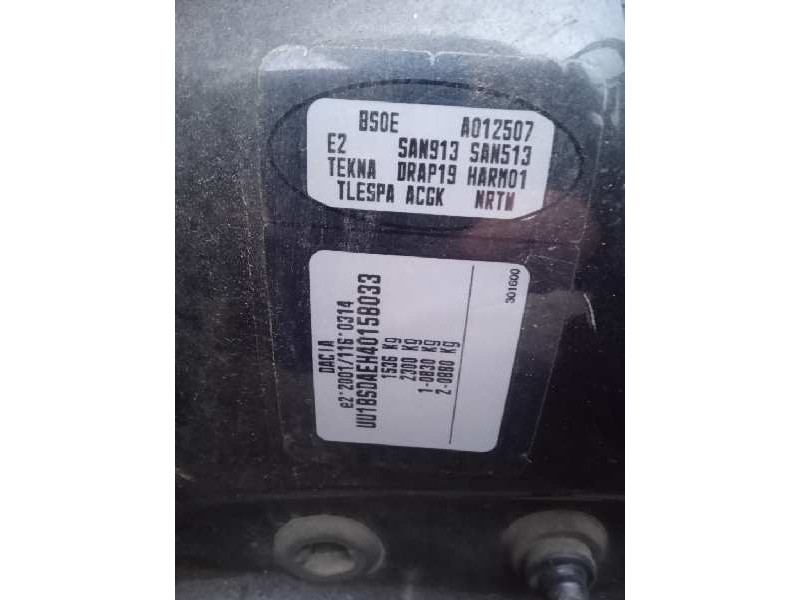 BS0E A012507
E2 SAN913 SAN513
TEKNA DRAP19 HARM01
TLESPA ACGK NRTW
DACIA
e2*2001/116*0314
UU1BSDAEH40158033
1536 Kg
2300 Kg
1-0830 Kg
2-0880 Kg
301600